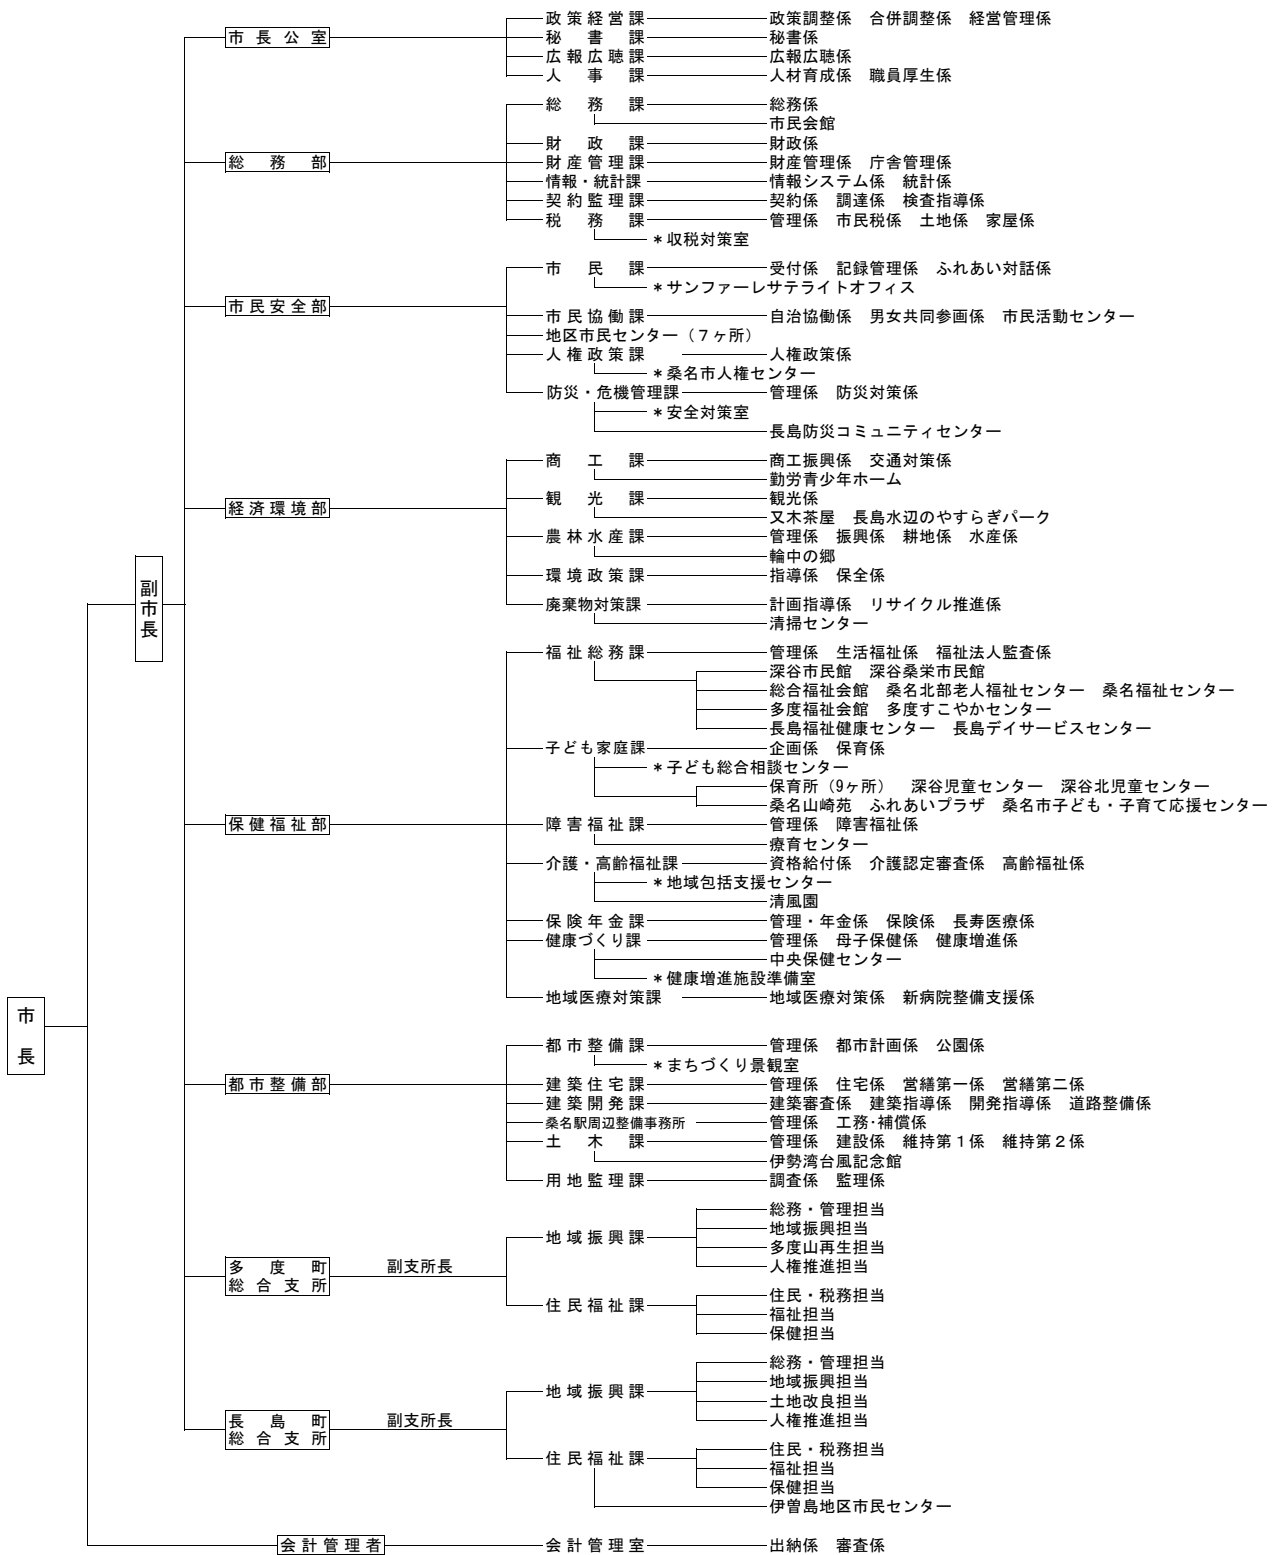 政策経営課 政策調整係 合併調整係 経営管理係
市長公室 秘書課 秘書係
広報広聴課 広報広聴係
人事課 人材育成係 職員厚生係
総務課 総務係
市民会館
財政課 財政係
総務部 財産管理課 財産管理係 庁舎管理係
情報・統計課 情報システム係 統計係
契約監理課 契約係 調達係 検査指導係
税務課 管理係 市民税係 土地係 家屋係
＊収税対策室
市民課 受付係 記録管理係 ふれあい対話係
＊サンファーレサテライトオフィス
市民安全部
市民協働課 自治協働係 男女共同参画係 市民活動センター
地区市民センター（７ヶ所）
人権政策課 人権政策係
＊桑名市人権センター
防災・危機管理課 管理係 防災対策係
＊安全対策室
長島防災コミュニティセンター
商工課 商工振興係 交通対策係
勤労青少年ホーム
観光課 観光係
経済環境部
又木茶屋 長島水辺のやすらぎパーク
農林水産課 管理係 振興係 耕地係 水産係
輪中の郷
環境政策課 指導係 保全係
副市長
廃棄物対策課 計画指導係 リサイクル推進係
清掃センター
福祉総務課 管理係 生活福祉係 福祉法人監査係
深谷市民館 深谷桑栄市民館
総合福祉会館 桑名北部老人福祉センター 桑名福祉センター
多度福祉会館 多度すこやかセンター
長島福祉健康センター 長島デイサービスセンター
子ども家庭課 企画係 保育係
＊子ども総合相談センター
保育所（9ヶ所） 深谷児童センター 深谷北児童センター
桑名山崎苑 ふれあいプラザ 桑名市子ども・子育て応援センター
保健福祉部 障害福祉課 管理係 障害福祉係
療育センター
介護・高齢福祉課 資格給付係 介護認定審査係 高齢福祉係
＊地域包括支援センター
清風園
保険年金課 管理・年金係 保険係 長寿医療係
健康づくり課 管理係 母子保健係 健康増進係
中央保健センター
＊健康増進施設準備室
地域医療対策課 地域医療対策係 新病院整備支援係
市長
都市整備課 管理係 都市計画係 公園係
＊まちづくり景観室
都市整備部 建築住宅課 管理係 住宅係 営繕第一係 営繕第二係
建築開発課 建築審査係 建築指導係 開発指導係 道路整備係
桑名駅周辺整備事務所 管理係 工務･補償係
土木課 管理係 建設係 維持第１係 維持第２係
伊勢湾台風記念館
用地監理課 調査係 監理係
総務・管理担当
地域振興課 地域振興担当
多度山再生担当
人権推進担当
多度町
総合支所 副支所長
住民福祉課 住民・税務担当
福祉担当
保健担当
総務・管理担当
地域振興課 地域振興担当
土地改良担当
人権推進担当
長島町
総合支所 副支所長
住民福祉課 住民・税務担当
福祉担当
保健担当
伊曽島地区市民センター
会計管理者 会計管理室 出納係 審査係